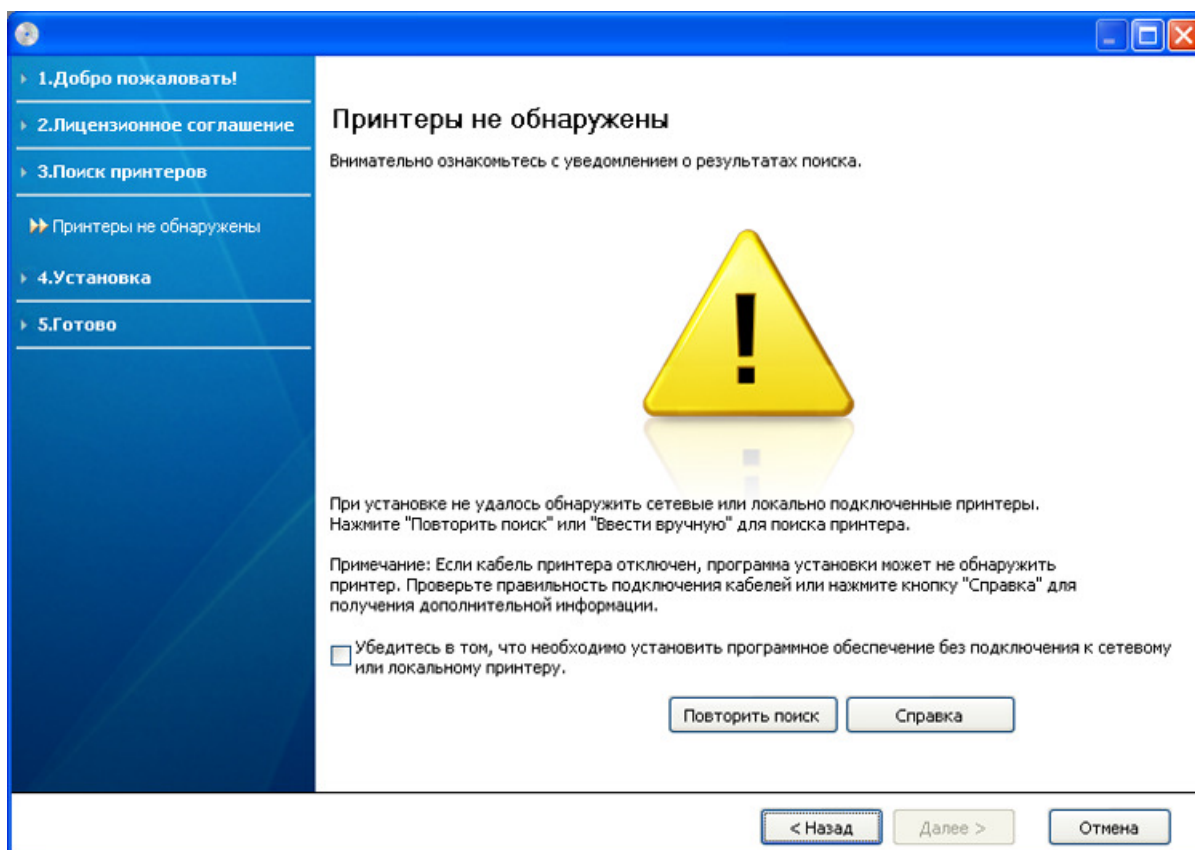 1.Добро пожаловать!
2.Лицензионное соглашение
3.Поиск принтеров
Принтеры не обнаружены
4.Установка
5.Готово
Принтеры не обнаружены
Внимательно ознакомьтесь с уведомлением о результатах поиска.
При установке не удалось обнаружить сетевые или локально подключенные принтеры.
Нажмите "Повторить поиск" или "Ввести вручную" для поиска принтера.
Примечание: Если кабель принтера отключен, программа установки может не обнаружить
принтер. Проверьте правильность подключения кабелей или нажмите кнопку "Справка" для
получения дополнительной информации.
Убедитесь в том, что необходимо установить программное обеспечение без подключения к сетевому
или локальному принтеру.
Повторить поиск Справка
< Назад Далее > Отмена